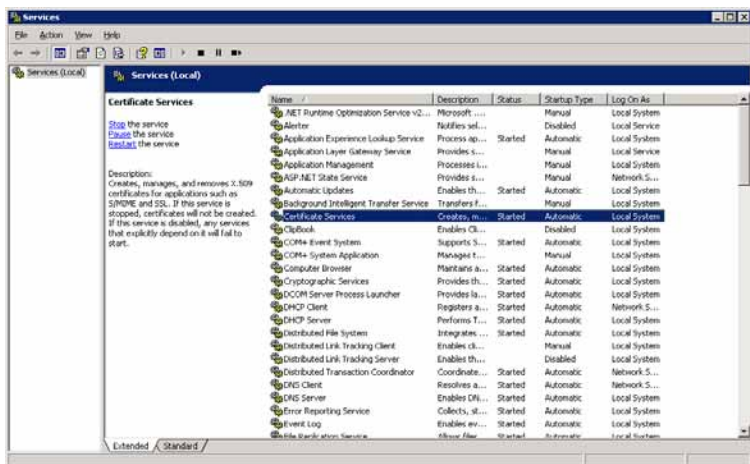 Services
File Action View Help
Services (Local)
Services (Local)
Certificate Services
Stop the service
Pause the service
Restart the service
Description:
Creates, manages, and removes X.509
certificates for applications such as
S/MIME and SSL. If this service is
stopped, certificates will not be created.
If this service is disabled, any services
that explicitly depend on it will fail to
start.
Name Description Status Startup Type Log On As
.NET Runtime Optimization Service v2... Microsoft .... Manual Local System
Alerter Notifies sel... Disabled Local Service
Application Experience Lookup Service Process ap... Started Automatic Local System
Application Layer Gateway Service Provides s... Manual Local Service
Application Management Processes i... Manual Local System
ASP.NET State Service Provides s... Manual Network S...
Automatic Updates Enables th... Started Automatic Local System
Background Intelligent Transfer Service Transfers f... Manual Local System
Certificate Services Creates, m... Started Automatic Local System
ClipBook Enables Cli... Disabled Local System
COM+ Event System Supports S... Started Automatic Local System
COM+ System Application Manages t... Manual Local System
Computer Browser Maintains a... Started Automatic Local System
Cryptographic Services Provides th... Started Automatic Local System
DCOM Server Process Launcher Provides la... Started Automatic Local System
DHCP Client Registers a... Started Automatic Network S...
DHCP Server Performs T... Started Automatic Local System
Distributed File System Integrates ... Started Automatic Local System
Distributed Link Tracking Client Enables cli... Manual Local System
Distributed Link Tracking Server Enables th... Disabled Local System
Distributed Transaction Coordinator Coordinate... Started Automatic Network S...
DNS Client Resolves a... Started Automatic Network S...
DNS Server Enables DN... Started Automatic Local System
Error Reporting Service Collects, st... Started Automatic Local System
Event Log Enables ev... Started Automatic Local System
File Replication Service Allows files... Started Automatic Local System
Extended Standard